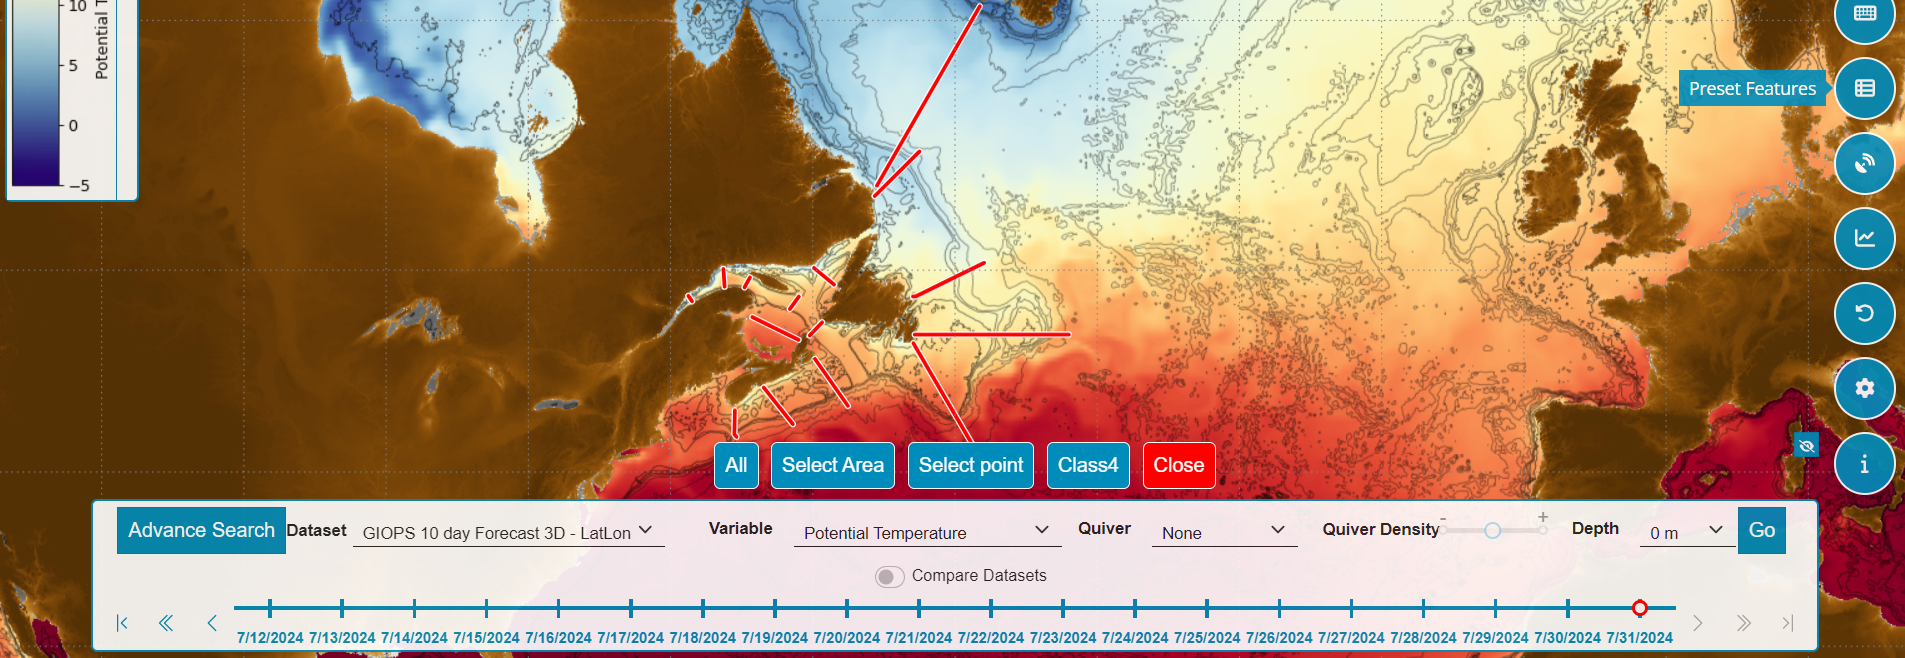 10
5
0
−5
Potential T
Preset Features
All
Select Area
Select point
Class4
Close
Advance Search
Dataset
GIOPS 10 day Forecast 3D - LatLon
Variable
Potential Temperature
Quiver
None
Quiver Density
-
+
Depth
0 m
Go
Compare Datasets
7/12/2024 7/13/2024 7/14/2024 7/15/2024 7/16/2024 7/17/2024 7/18/2024 7/19/2024 7/20/2024 7/21/2024 7/22/2024 7/23/2024 7/24/2024 7/25/2024 7/26/2024 7/27/2024 7/28/2024 7/29/2024 7/30/2024 7/31/2024